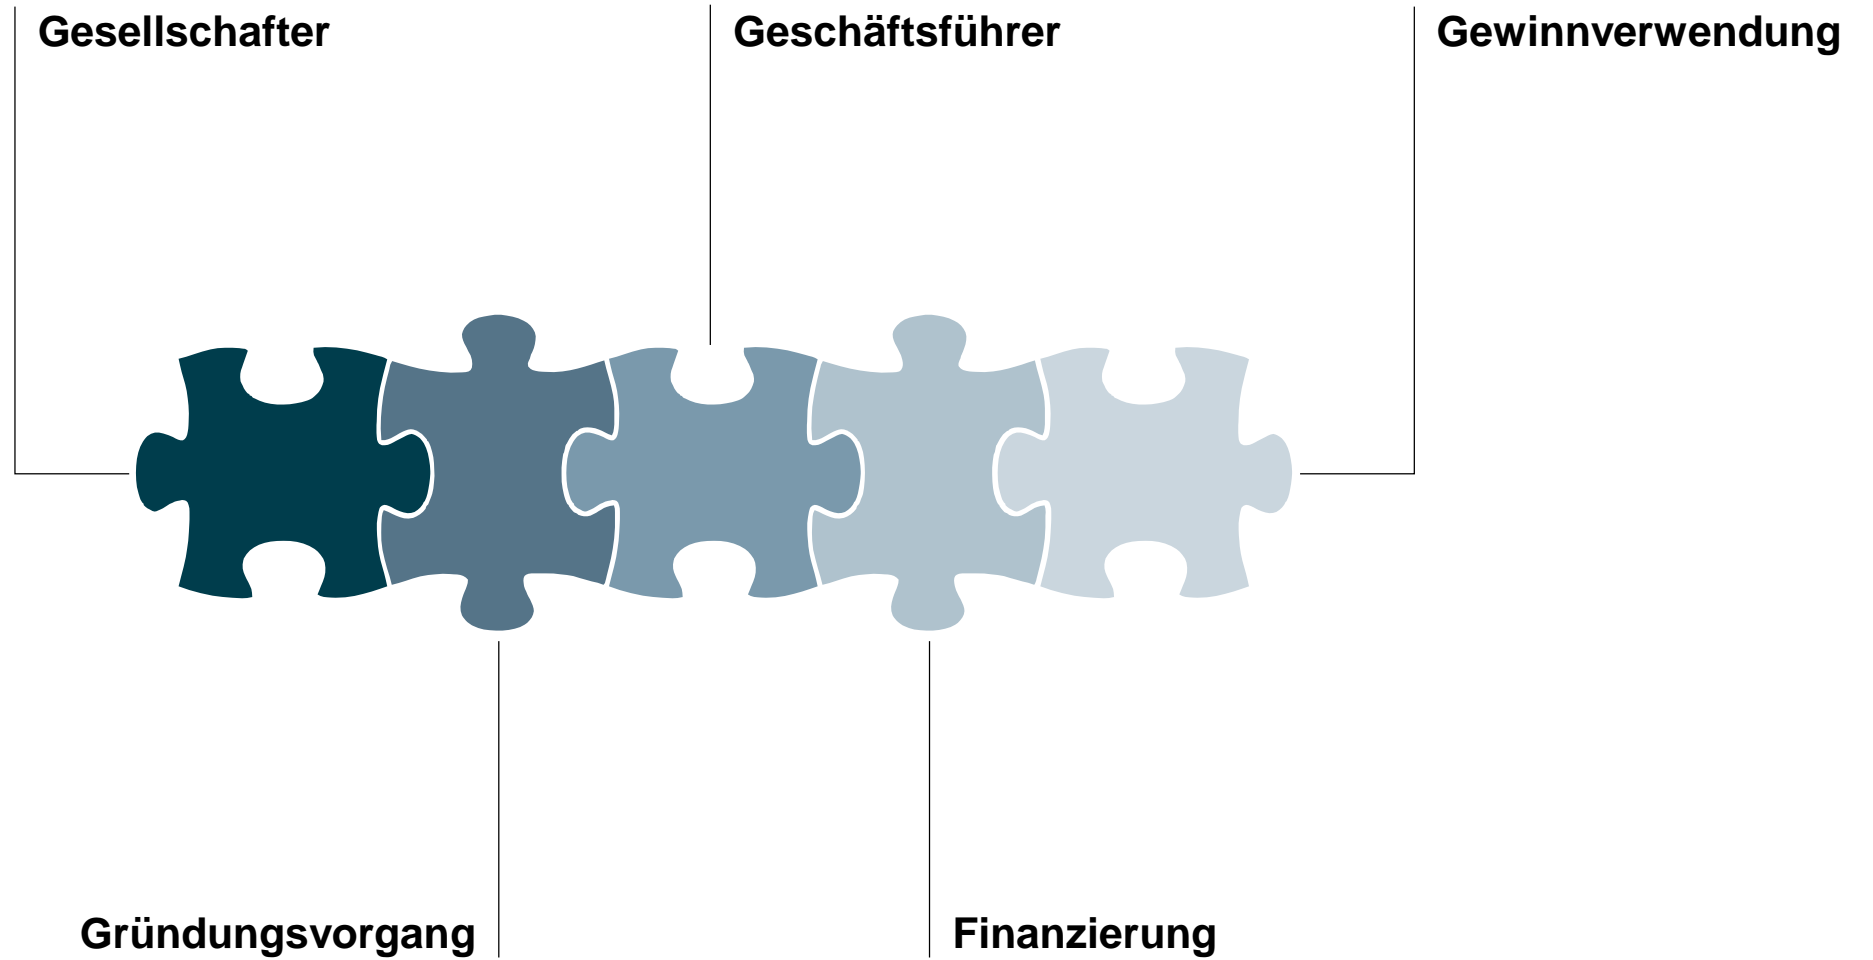 Gesellschafter
Geschäftsführer
Gewinnverwendung
Gründungsvorgang
Finanzierung